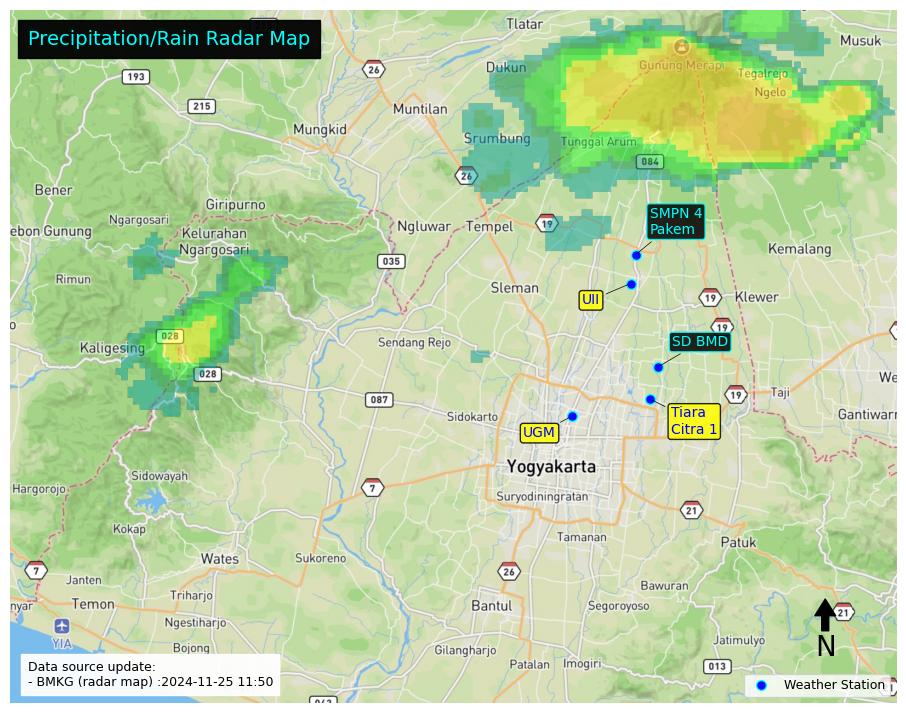 Precipitation/Rain Radar Map
Tlatar
Musuk
26
Dukun
Gunung Merapi
Tegalrejo
193
Ngelo
215
Muntilan
Mungkid
Srumbung
Tunggal Arum
084
26
Bener
Giripurno
SMPN 4
Pakem
Ngargosari
Ngluwar
Tempel
19
ebon Gunung
Kelurahan
Ngargosari
Kemalang
035
Rimun
UII
Sleman
19
Klewer
19
028
Kaligesing
Sendang Rejo
SD BMD
028
We
087
19
Taji
Sidokarto
Tiara
Citra 1
Gantiwarn
UGM
Yogyakarta
Sidowayah
Hargorojo
7
Suryodiningratan
21
Kokap
Tamanan
Patuk
Wates
Sukoreno
7
Janten
26
Bawuran
Triharjo
nyar
Temon
Bantul
Segoroyoso
21
YIA
Ngestiharjo
N
Bojong
Gilangharjo
Jatimulyo
Patalan
Imogiri
013
Data source update:
- BMKG (radar map) :2024-11-25 11:50
Weather Station